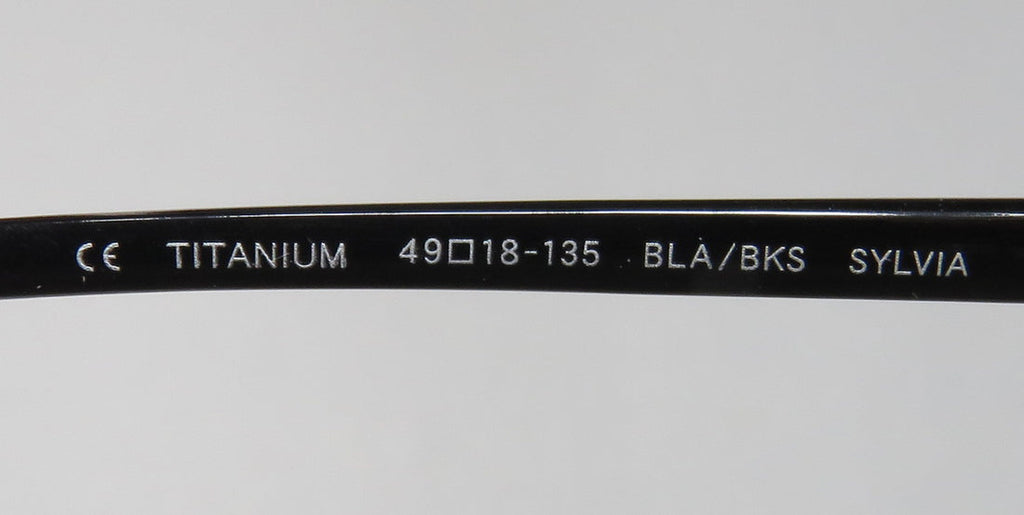 CE TITANIUM 49□18-135 BLA/BKS SYLVIA